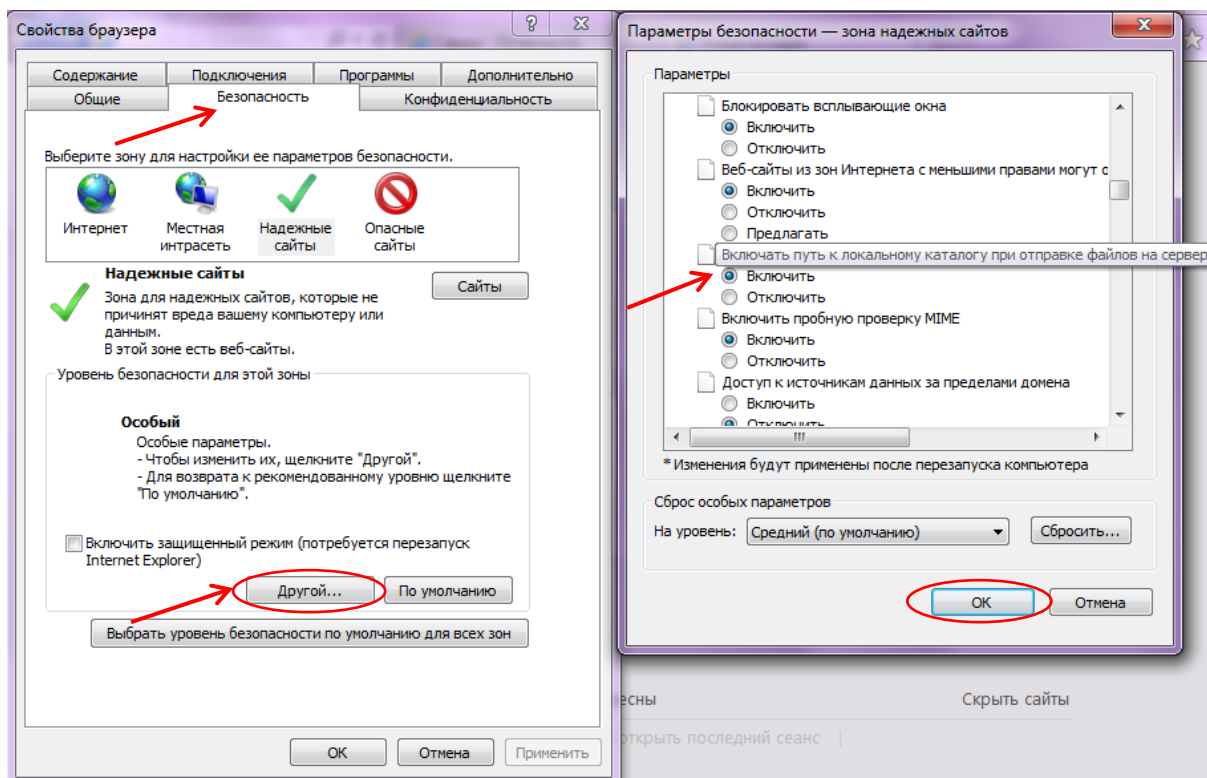 Свойства браузера
Содержание
Подключения
Программы
Дополнительно
Общие
Безопасность
Конфиденциальность
Выберите зону для настройки ее параметров безопасности.
Интернет
Местная
интрасеть
Надежные
сайты
Опасные
сайты
Надежные сайты
Сайты
Зона для надежных сайтов, которые не
причинят вреда вашему компьютеру или
данным.
В этой зоне есть веб-сайты.
Уровень безопасности для этой зоны
Особый
Особые параметры.
- Чтобы изменить их, щелкните "Другой".
- Для возврата к рекомендованному уровню щелкните
"По умолчанию".
Включить защищенный режим (потребуется перезапуск
Internet Explorer)
Другой...
По умолчанию
Выбрать уровень безопасности по умолчанию для всех зон
OK
Отмена
Применить
Параметры безопасности — зона надежных сайтов
Параметры
Блокировать всплывающие окна
Включить
Отключить
Веб-сайты из зон Интернета с меньшими правами могут
Включить
Отключить
Предлагать
Включать путь к локальному каталогу при отправке файлов на сервер
Включить
Отключить
Включить пробную проверку MIME
Включить
Отключить
Доступ к источникам данных за пределами домена
Включить
Отключить
* Изменения будут применены после перезапуска компьютера
Сброс особых параметров
На уровень:
Средний (по умолчанию)
Сбросить...
OK
Отмена
Скрыть сайты
открыть последний сеанс